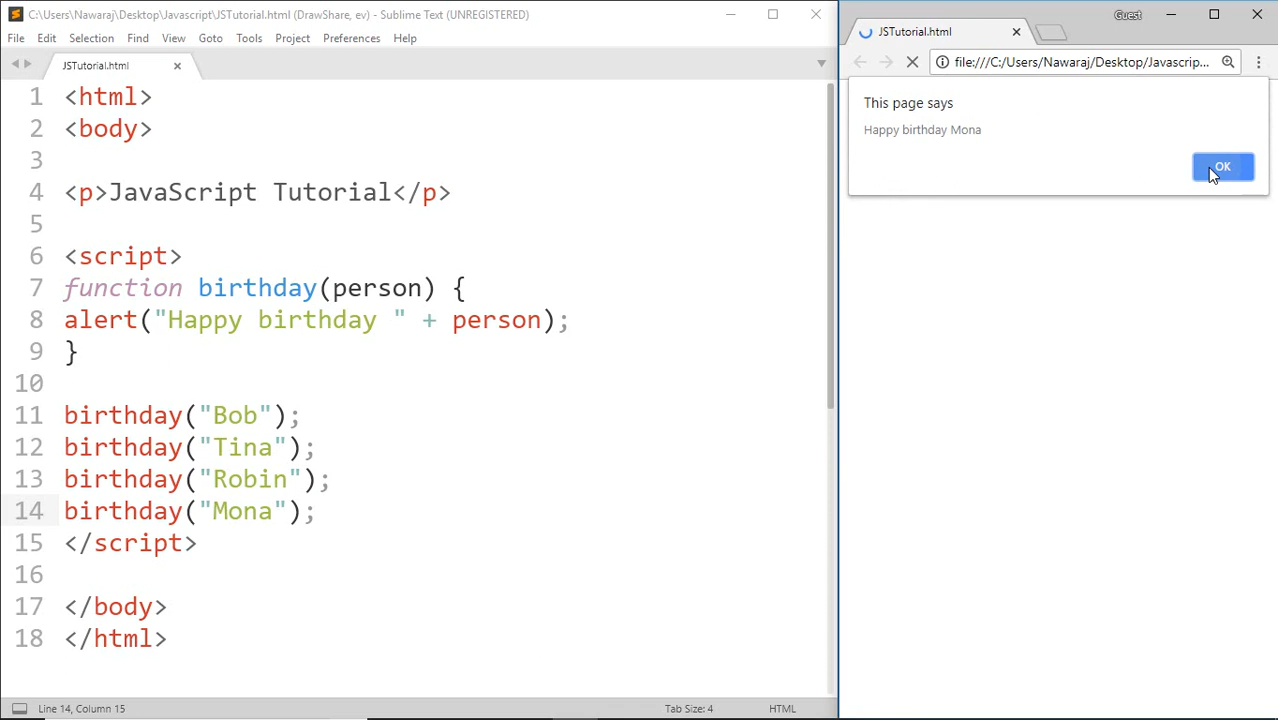 C:\Users\Nawaraj\Desktop\Javascript\JSTutorial.html (DrawShare, ev) - Sublime Text (UNREGISTERED)
File Edit Selection Find View Goto Tools Project Preferences Help
JSTutorial.html
1 <html>
2 <body>
3
4 <p>JavaScript Tutorial</p>
5
6 <script>
7 function birthday(person) {
8 alert("Happy birthday " + person);
9 }
10
11 birthday("Bob");
12 birthday("Tina");
13 birthday("Robin");
14 birthday("Mona");
15 </script>
16
17 </body>
18 </html>
Line 14, Column 15 Tab Size: 4 HTML
Guest
JSTutorial.html
file:///C:/Users/Nawaraj/Desktop/Javascrip...
This page says
Happy birthday Mona
OK